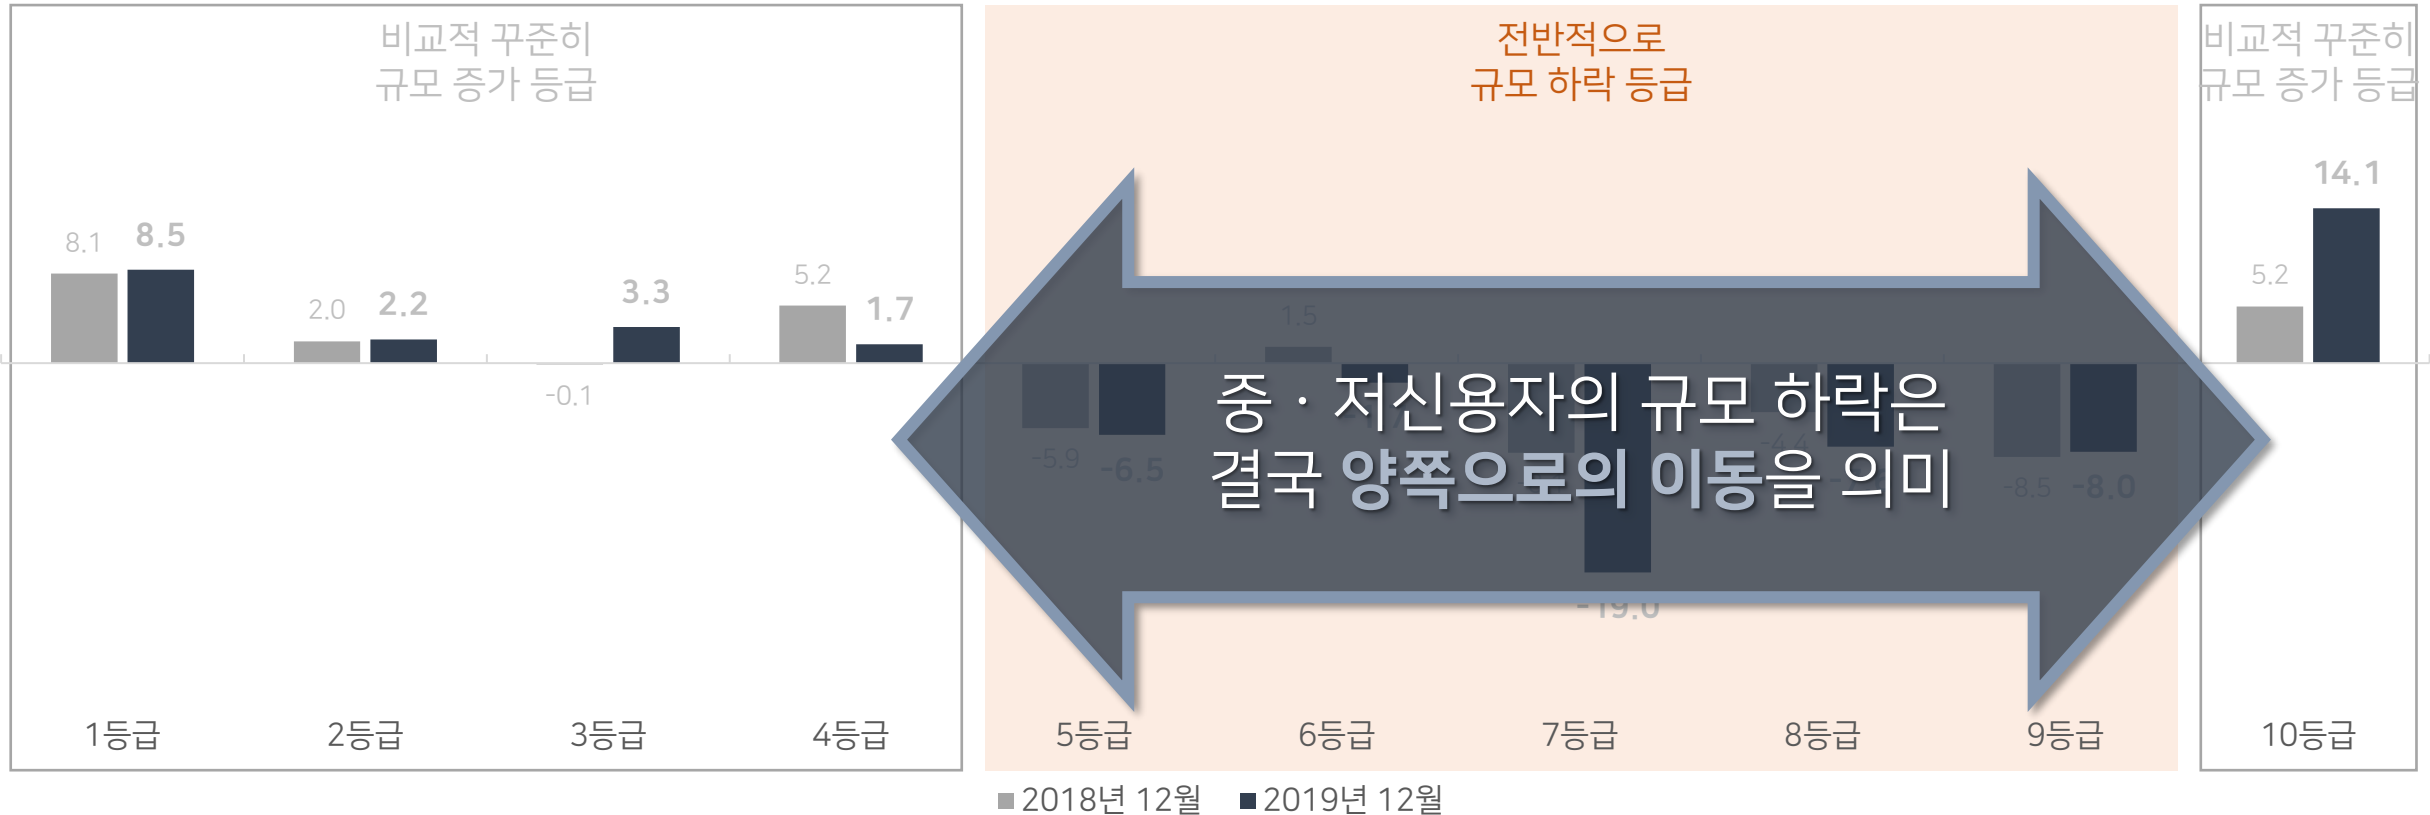 비교적 꾸준히
규모 증가 등급
전반적으로
규모 하락 등급
비교적 꾸준히
규모 증가 등급
8.1
8.5
2.0
2.2
-0.1
3.3
5.2
1.7
-5.9
-6.5
1.5
-19.0
-4.4
-8.5
-8.0
5.2
14.1
중 · 저신용자의 규모 하락은
결국 양쪽으로의 이동을 의미
1등급
2등급
3등급
4등급
5등급
6등급
7등급
8등급
9등급
10등급
2018년 12월
2019년 12월